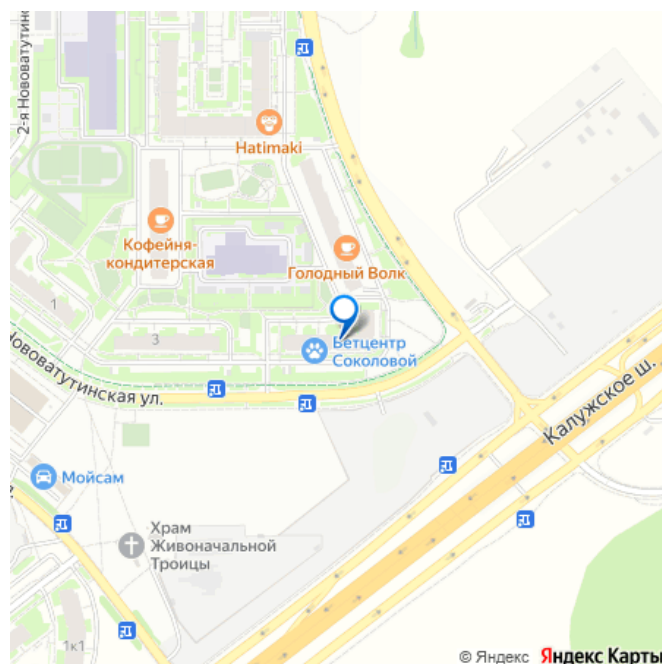 2-я Нововатутинс
Hatimaki
Кофейня-
кондитерская
Голодный Волк
1
3
Ветцентр
Соколовой
Нововатутинская ул.
Калужское ш.
Мойсам
Храм
Живоначальной
Троицы
1к1
© Яндекс Яндекс Карты